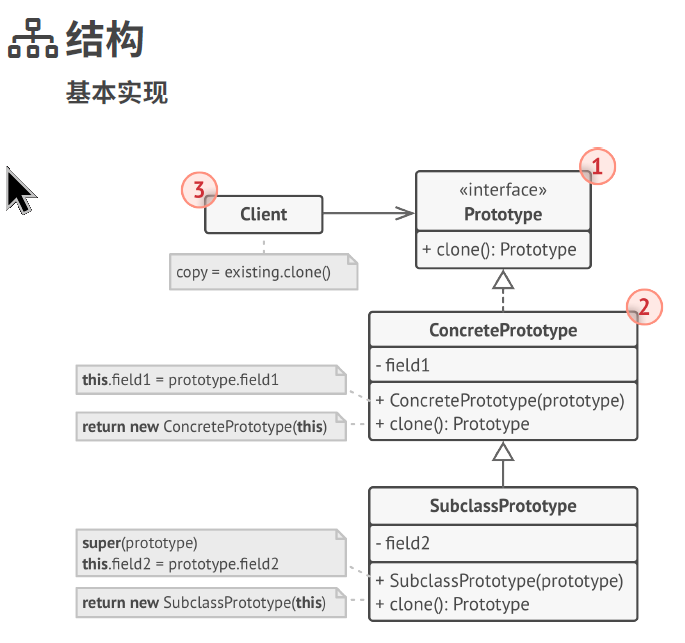 结构
基本实现
1
3
«interface»
Prototype
Client
+ clone(): Prototype
copy = existing.clone()
2
ConcretePrototype
- field1
this.field1 = prototype.field1
+ ConcretePrototype(prototype)
return new ConcretePrototype(this)
+ clone(): Prototype
SubclassPrototype
- field2
super(prototype)
this.field2 = prototype.field2
+ SubclassPrototype(prototype)
return new SubclassPrototype(this)
+ clone(): Prototype